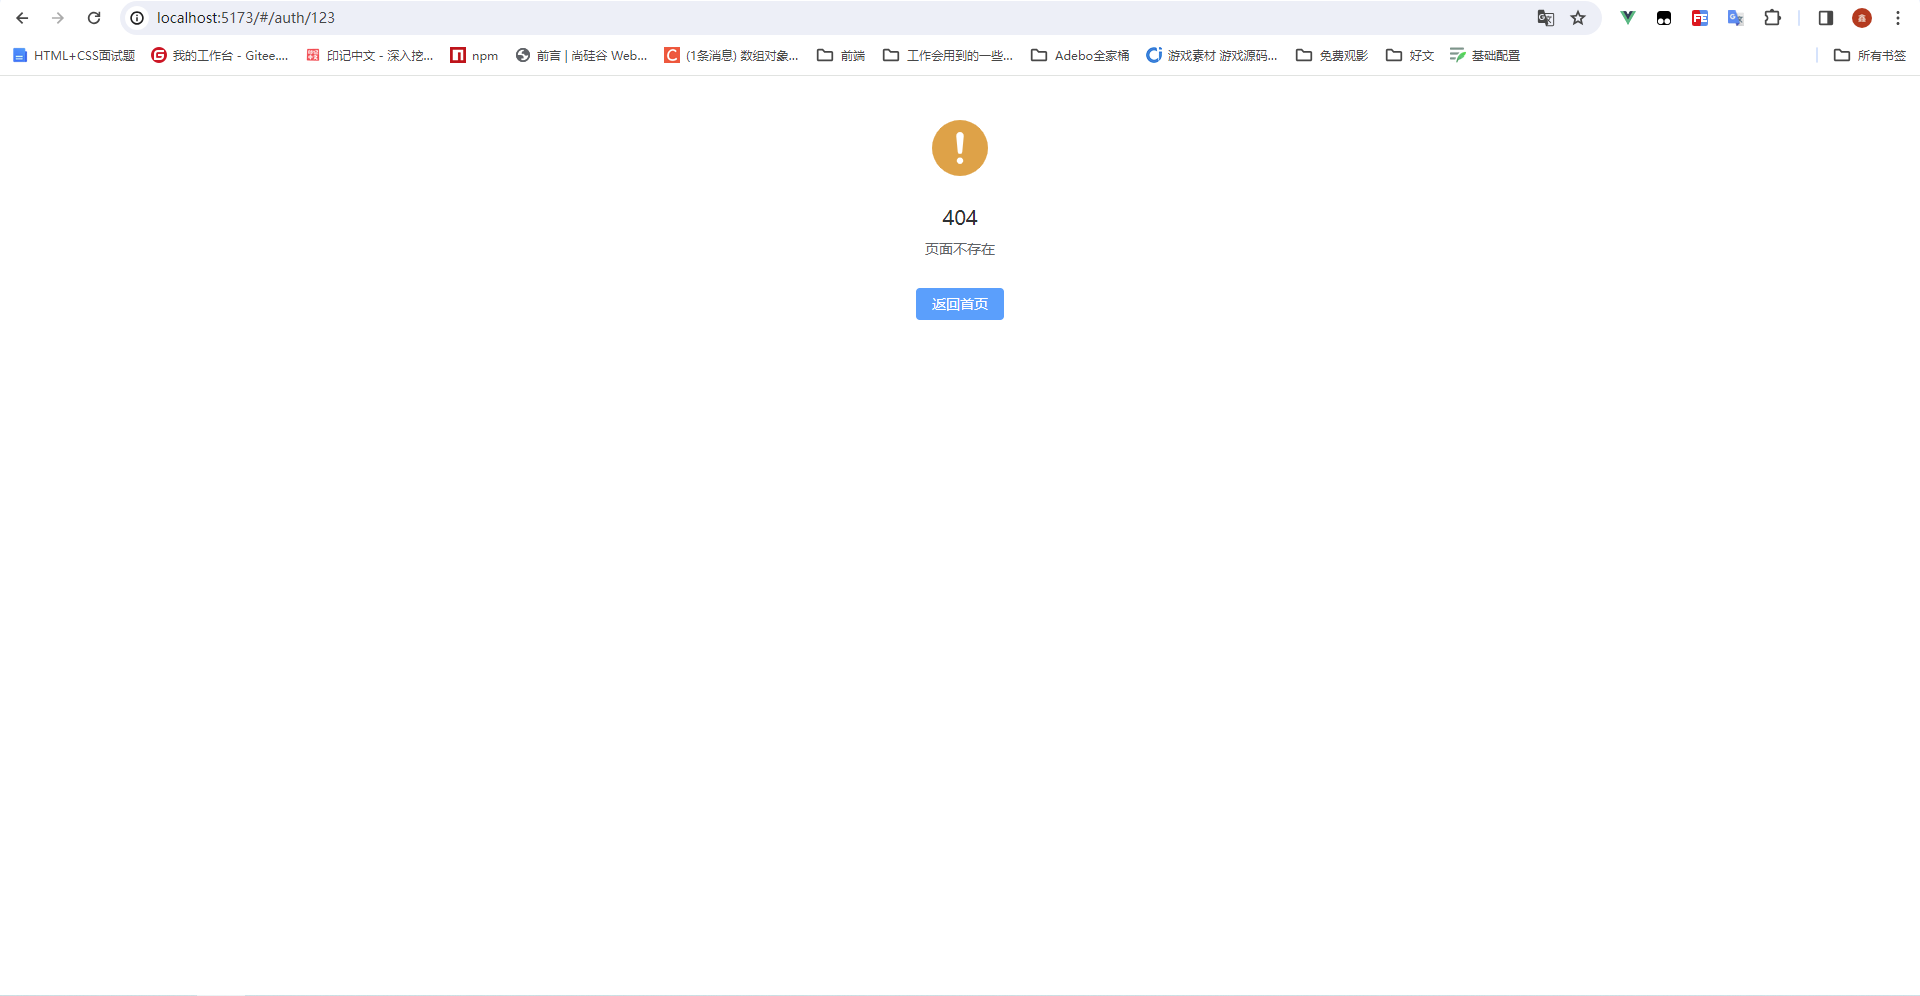 localhost:5173/#/auth/123
HTML+CSS面试题 我的工作台 - Gitee.... 印记中文 - 深入挖... npm 前言 | 尚硅谷 Web... (1条消息) 数组对象... 前端 工作会用到的一些... Adebo全家桶 游戏素材 游戏源码... 免费观影 好文 基础配置 所有书签
404
页面不存在
返回首页